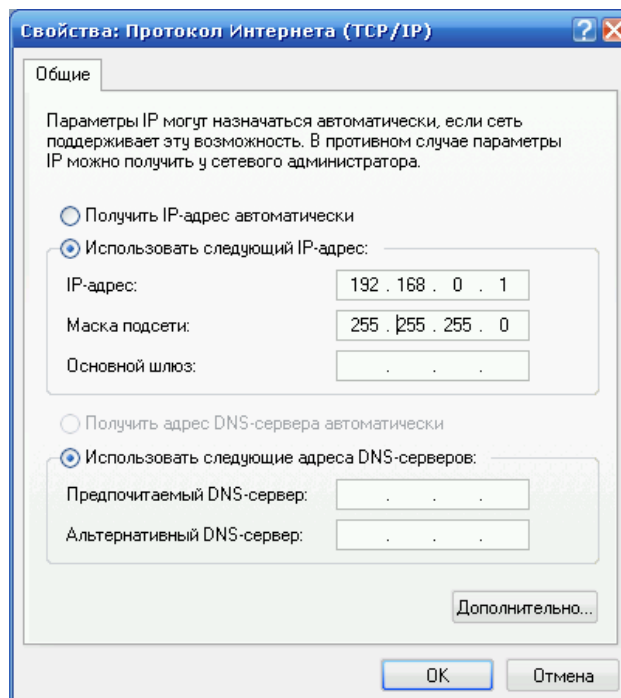 Свойства: Протокол Интернета (TCP/IP)
Общие
Параметры IP могут назначаться автоматически, если сеть
поддерживает эту возможность. В противном случае параметры
IP можно получить у сетевого администратора.
Получить IP-адрес автоматически
Использовать следующий IP-адрес:
IP-адрес: 192 . 168 . 0 . 1
Маска подсети: 255 . 255 . 255 . 0
Основной шлюз: . . .
Получить адрес DNS-сервера автоматически
Использовать следующие адреса DNS-серверов:
Предпочитаемый DNS-сервер: . . .
Альтернативный DNS-сервер: . . .
Дополнительно...
OK Отмена